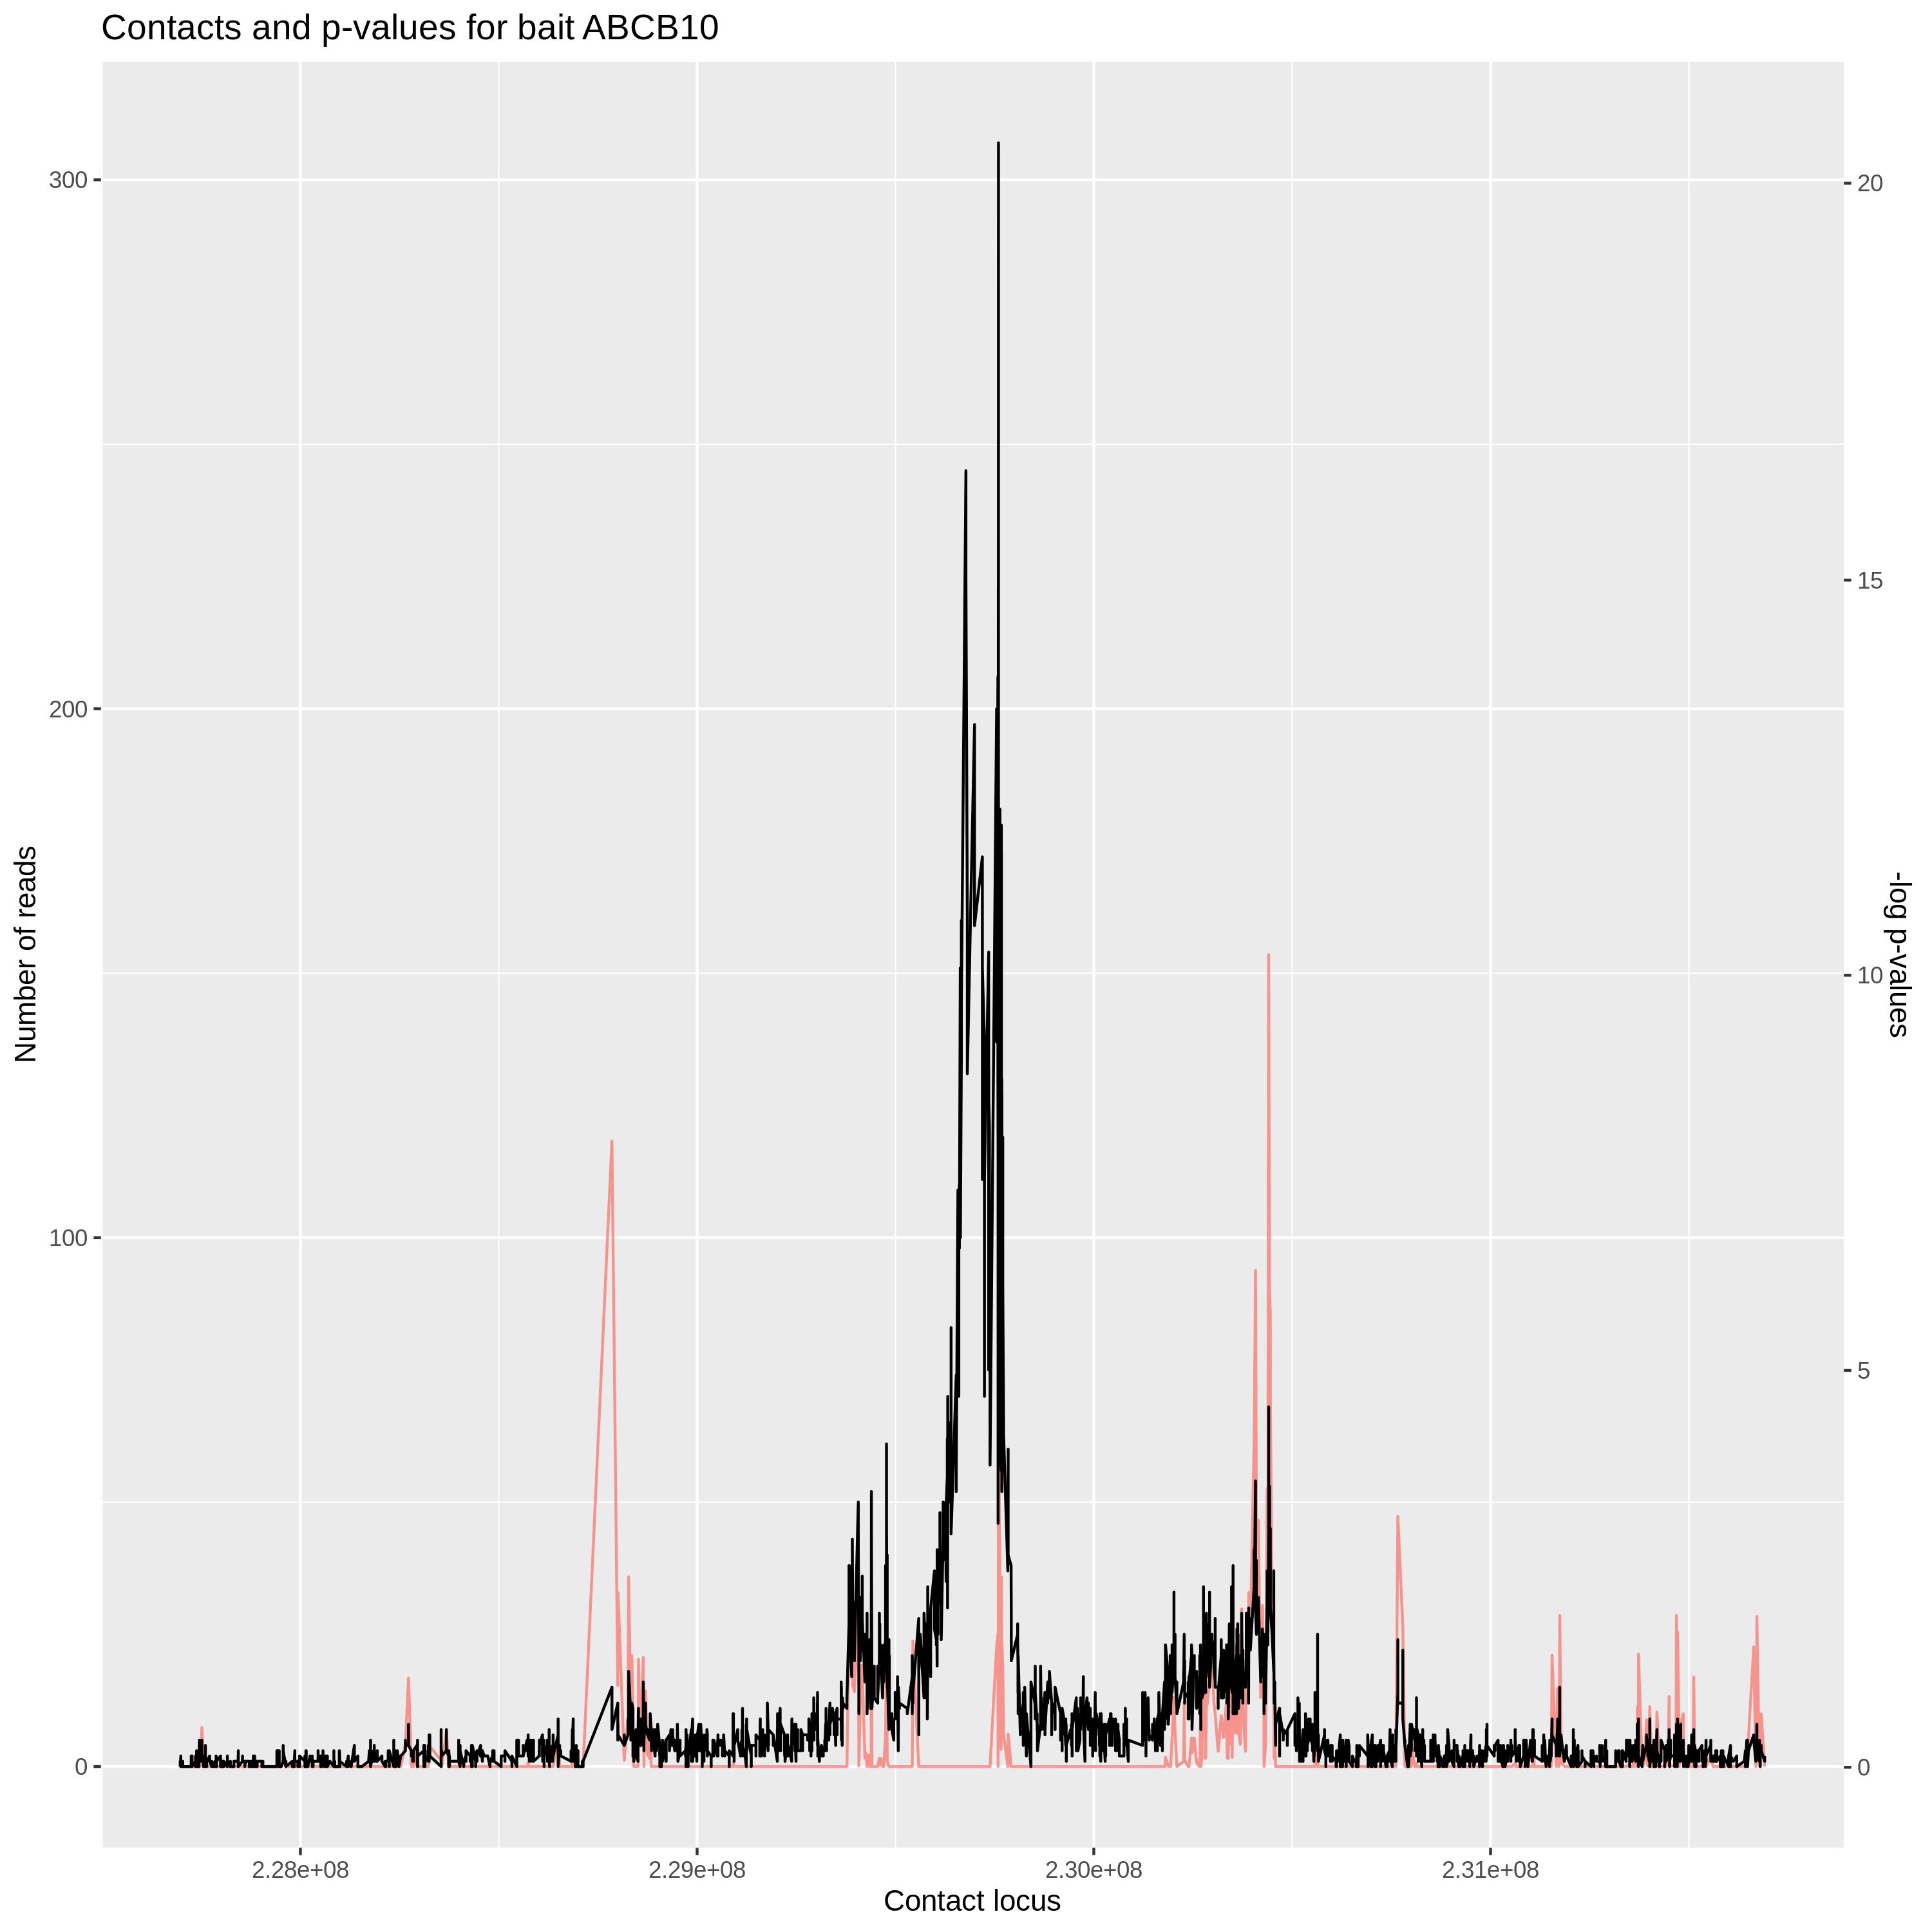 Contacts and p-values for bait ABCB10
300
200
100
0
Number of reads
20
15
10
5
0
-log p-values
2.28e+08
2.29e+08
2.30e+08
2.31e+08
Contact locus